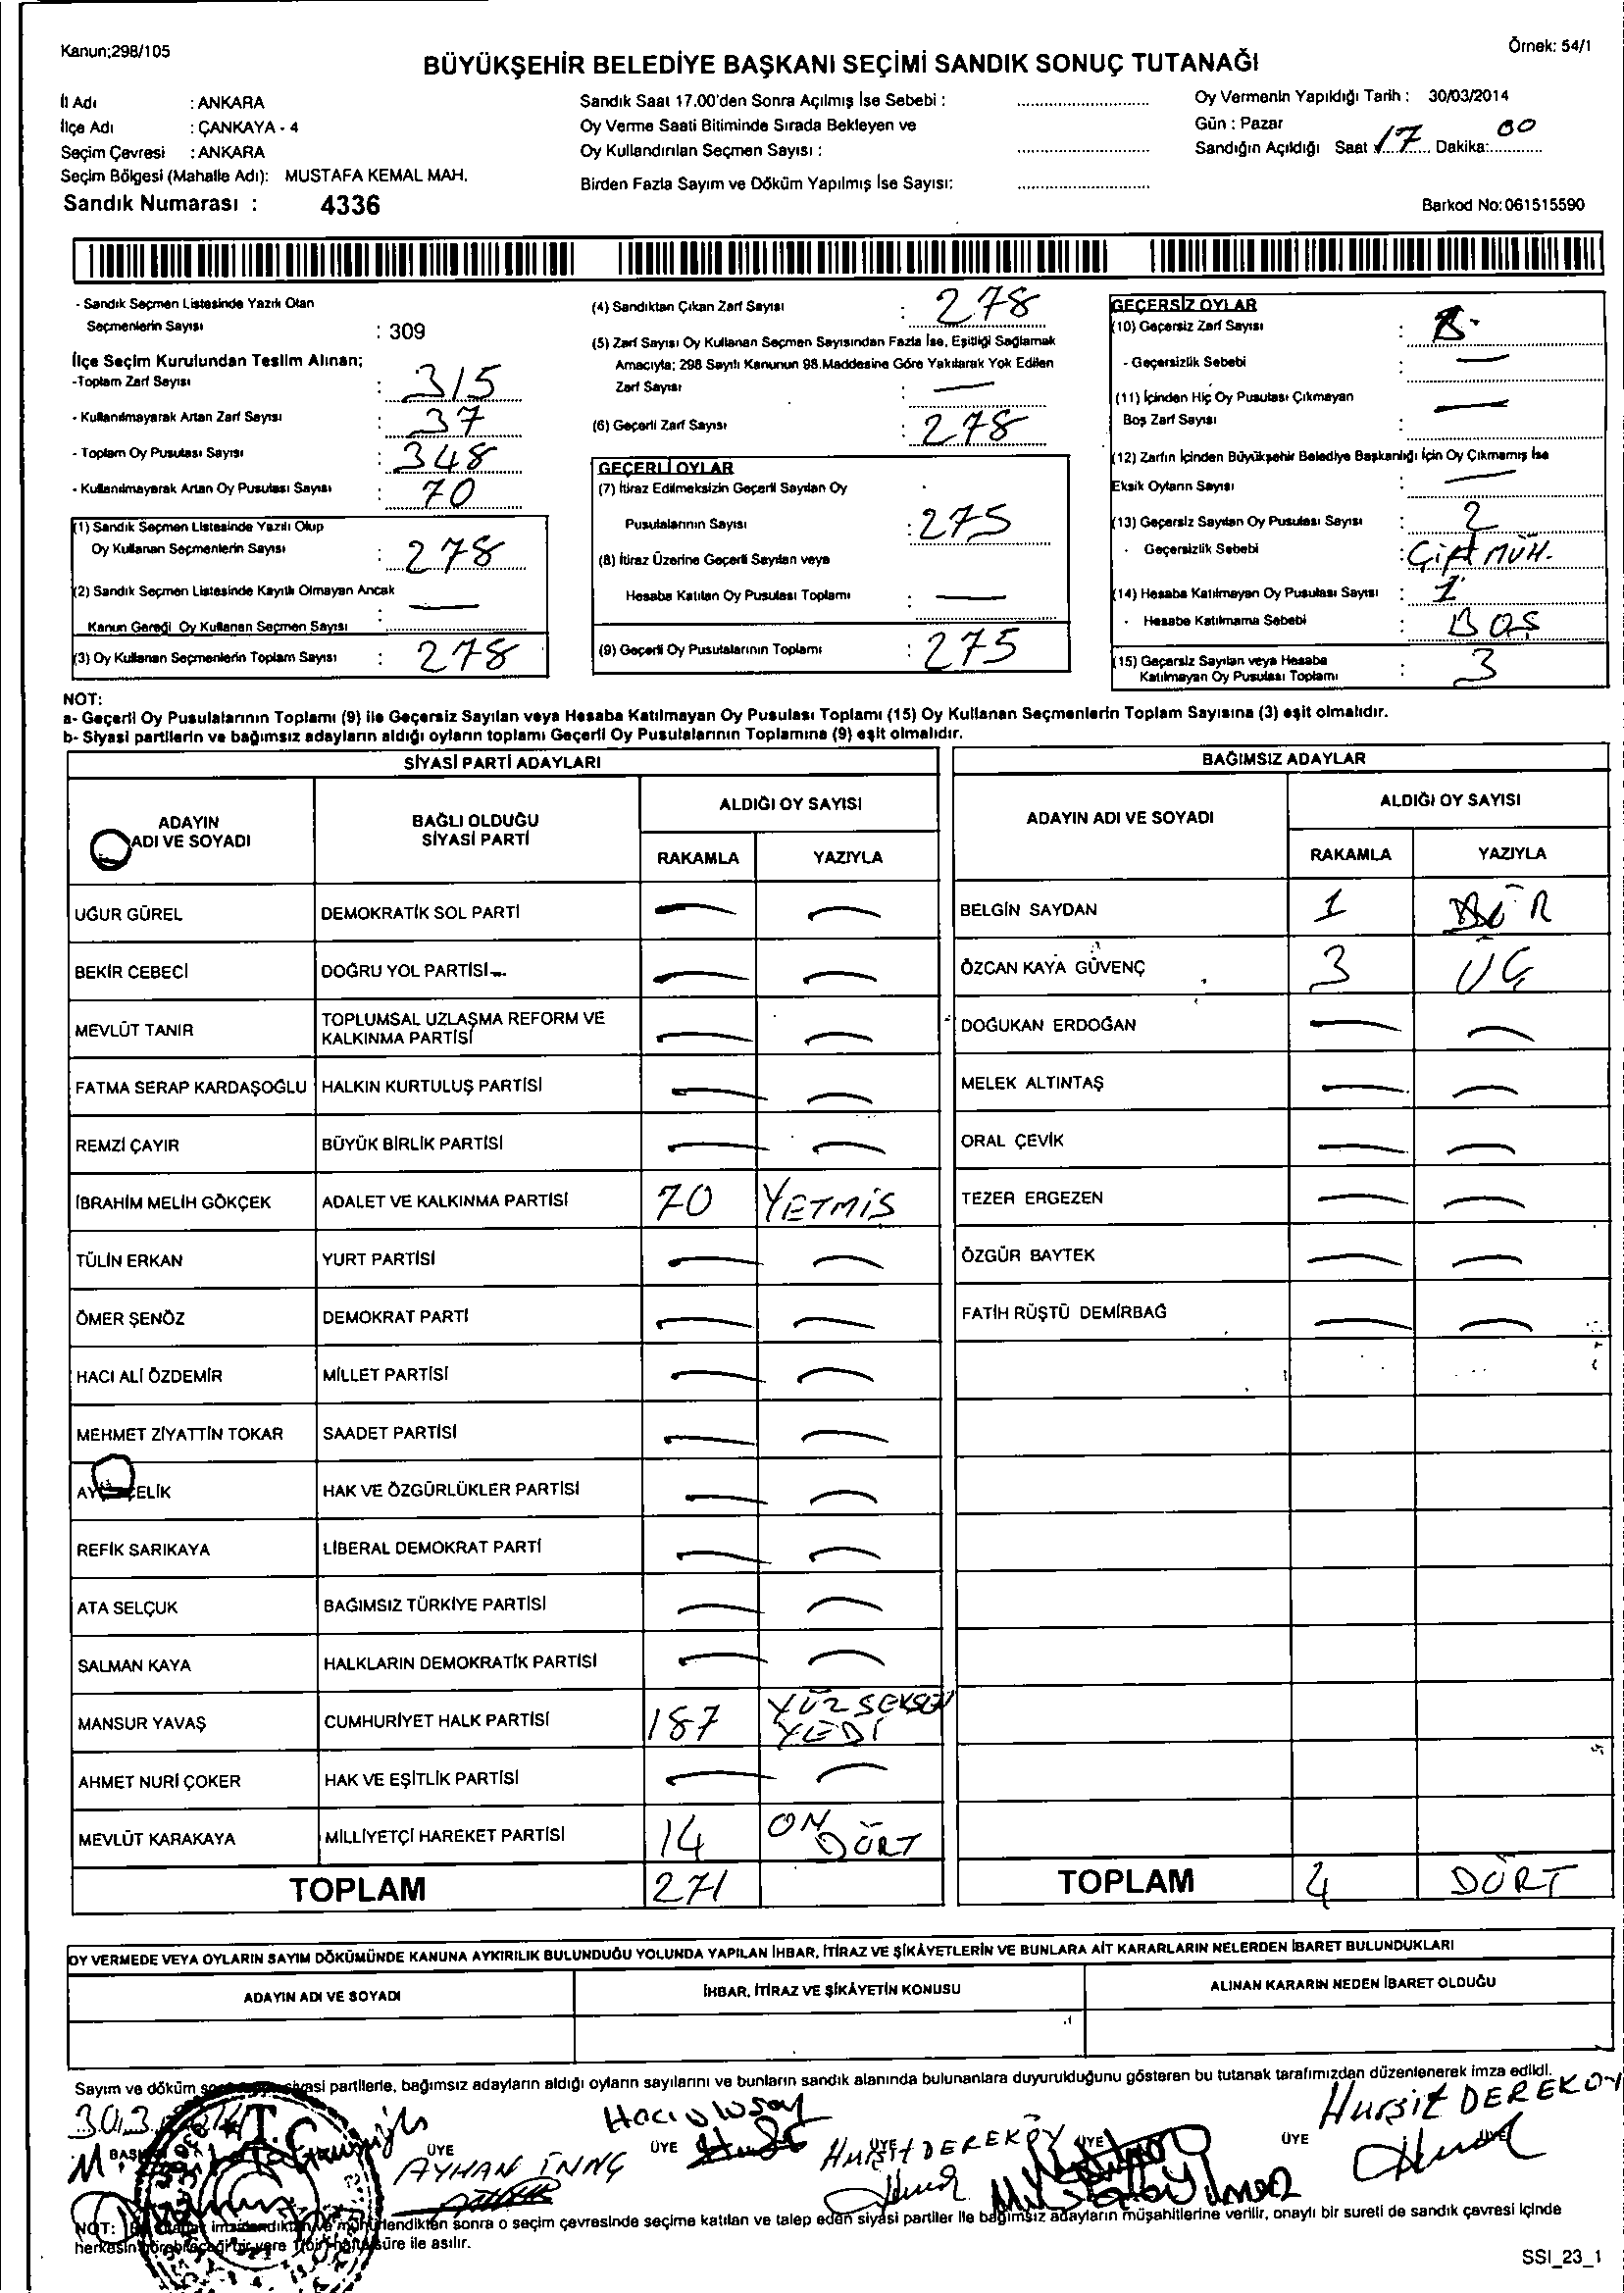 Kanun;298/105
Örnek: 54/1
BÜYÜKŞEHİR BELEDİYE BAŞKANI SEÇİMİ SANDIK SONUÇ TUTANAĞI
İl Adı : ANKARA
İlçe Adı : ÇANKAYA - 4
Seçim Çevresi : ANKARA
Seçim Bölgesi (Mahalle Adı): MUSTAFA KEMAL MAH.
Sandık Numarası : 4336
Sandık Saat 17.00'den Sonra Açılmış İse Sebebi :
Oy Verme Saati Bitiminde Sırada Bekleyen ve
Oy Kullandırılan Seçmen Sayısı :
Birden Fazla Sayım ve Döküm Yapılmış İse Sayısı:
Oy Vermenin Yapıldığı Tarih : 30/03/2014
Gün : Pazar
Sandığın Açıldığı Saat : 17 Dakika: 00
Barkod No:061515590
- Sandık Seçmen Listesinde Yazılı Olan
Seçmenlerin Sayısı : 309
İlçe Seçim Kurulundan Teslim Alınan;
-Toplam Zarf Sayısı : 315
- Kullanılmayarak Artan Zarf Sayısı : 37
- Toplam Oy Pusulası Sayısı : 348
- Kullanılmayarak Artan Oy Pusulası Sayısı : 70
(1) Sandık Seçmen Listesinde Yazılı Olup
Oy Kullanan Seçmenlerin Sayısı : 278
(2) Sandık Seçmen Listesinde Kayıtlı Olmayan Ancak
Kanun Gereği Oy Kullanan Seçmen Sayısı : —
(3) Oy Kullanan Seçmenlerin Toplam Sayısı : 278
(4) Sandıktan Çıkan Zarf Sayısı : 278
(5) Zarf Sayısı Oy Kullanan Seçmen Sayısından Fazla İse, Eşitliği Sağlamak
Amacıyla; 298 Sayılı Kanunun 98.Maddesine Göre Yakılarak Yok Edilen
Zarf Sayısı : —
(6) Geçerli Zarf Sayısı : 278
GEÇERLİ OYLAR
(7) İtiraz Edilmeksizin Geçerli Sayılan Oy
Pusulalarının Sayısı : 275
(8) İtiraz Üzerine Geçerli Sayılan veya
Hesaba Katılan Oy Pusulası Toplamı : —
(9) Geçerli Oy Pusulalarının Toplamı : 275
GEÇERSİZ OYLAR
(10) Geçersiz Zarf Sayısı :
- Geçersizlik Sebebi : —
(11) İçinden Hiç Oy Pusulası Çıkmayan
Boş Zarf Sayısı : —
(12) Zarfın İçinden Büyükşehir Belediye Başkanlığı İçin Oy Çıkmamış İse
Eksik Oyların Sayısı : —
(13) Geçersiz Sayılan Oy Pusulası Sayısı : 2
- Geçersizlik Sebebi : ÇİFT MÜH.
(14) Hesaba Katılmayan Oy Pusulası Sayısı : 1
- Hesaba Katılmama Sebebi : BOŞ
(15) Geçersiz Sayılan veya Hesaba
Katılmayan Oy Pusulası Toplamı : 3
NOT:
a- Geçerli Oy Pusulalarının Toplamı (9) ile Geçersiz Sayılan veya Hesaba Katılmayan Oy Pusulası Toplamı (15) Oy Kullanan Seçmenlerin Toplam Sayısına (3) eşit olmalıdır.
b- Siyasi partilerin ve bağımsız adayların aldığı oyların toplamı Geçerli Oy Pusulalarının Toplamına (9) eşit olmalıdır.
SİYASİ PARTİ ADAYLARI
ADAYIN ADI VE SOYADI
BAĞLI OLDUĞU SİYASİ PARTİ
ALDIĞI OY SAYISI
RAKAMLA YAZIYLA
UĞUR GÜREL DEMOKRATİK SOL PARTİ — —
BEKİR CEBECİ DOĞRU YOL PARTİSİ — —
MEVLÜT TANIR TOPLUMSAL UZLAŞMA REFORM VE KALKINMA PARTİSİ — —
FATMA SERAP KARDAŞOĞLU HALKIN KURTULUŞ PARTİSİ — —
REMZİ ÇAYIR BÜYÜK BİRLİK PARTİSİ — —
İBRAHİM MELİH GÖKÇEK ADALET VE KALKINMA PARTİSİ 70 YETMİS
TÜLİN ERKAN YURT PARTİSİ — —
ÖMER ŞENÖZ DEMOKRAT PARTİ — —
HACI ALİ ÖZDEMİR MİLLET PARTİSİ — —
MEHMET ZİYATTİN TOKAR SAADET PARTİSİ — —
ÇELİK HAK VE ÖZGÜRLÜKLER PARTİSİ — —
REFİK SARIKAYA LİBERAL DEMOKRAT PARTİ — —
ATA SELÇUK BAĞIMSIZ TÜRKİYE PARTİSİ — —
SALMAN KAYA HALKLARIN DEMOKRATİK PARTİSİ — —
MANSUR YAVAŞ CUMHURİYET HALK PARTİSİ 187 YÜZ SEKSEN YEDİ
AHMET NURİ ÇOKER HAK VE EŞİTLİK PARTİSİ — —
MEVLÜT KARAKAYA MİLLİYETÇİ HAREKET PARTİSİ 14 ON DÖRT
TOPLAM 271
BAĞIMSIZ ADAYLAR
ADAYIN ADI VE SOYADI
ALDIĞI OY SAYISI
RAKAMLA YAZIYLA
BELGİN SAYDAN 1 BİR
ÖZCAN KAYA GÜVENÇ 3 ÜÇ
DOĞUKAN ERDOĞAN — —
MELEK ALTINTAŞ — —
ORAL ÇEVİK — —
TEZER ERGEZEN — —
ÖZGÜR BAYTEK — —
FATİH RÜŞTÜ DEMİRBAĞ — —
TOPLAM 4 DÖRT
OY VERMEDE VEYA OYLARIN SAYIM DÖKÜMÜNDE KANUNA AYKIRILIK BULUNDUĞU YOLUNDA YAPILAN İHBAR, İTİRAZ VE ŞİKÂYETLERİN VE BUNLARA AİT KARARLARIN NELERDEN İBARET BULUNDUKLARI
ADAYIN ADI VE SOYADI İHBAR, İTİRAZ VE ŞİKÂYETİN KONUSU ALINAN KARARIN NEDEN İBARET OLDUĞU
Sayım ve döküm partilerle, bağımsız adayların aldığı oyların sayılarını ve bunların sandık alanında bulunanlara duyurulduğunu gösteren bu tutanak tarafımızdan düzenlenerek imza edildi.
ÜYE
AYHAN
ÜYE
HURŞİT DEREKÖY
ÜYE
ÜYE
HURŞİT DEREKÖY
NOT: sonra o seçim çevresinde seçime katılan ve talep eden siyasi partiler ile bağımsız adayların müşahitlerine verilir, onaylı bir sureti de sandık çevresi içinde
süre ile asılır.
SSI_23_1